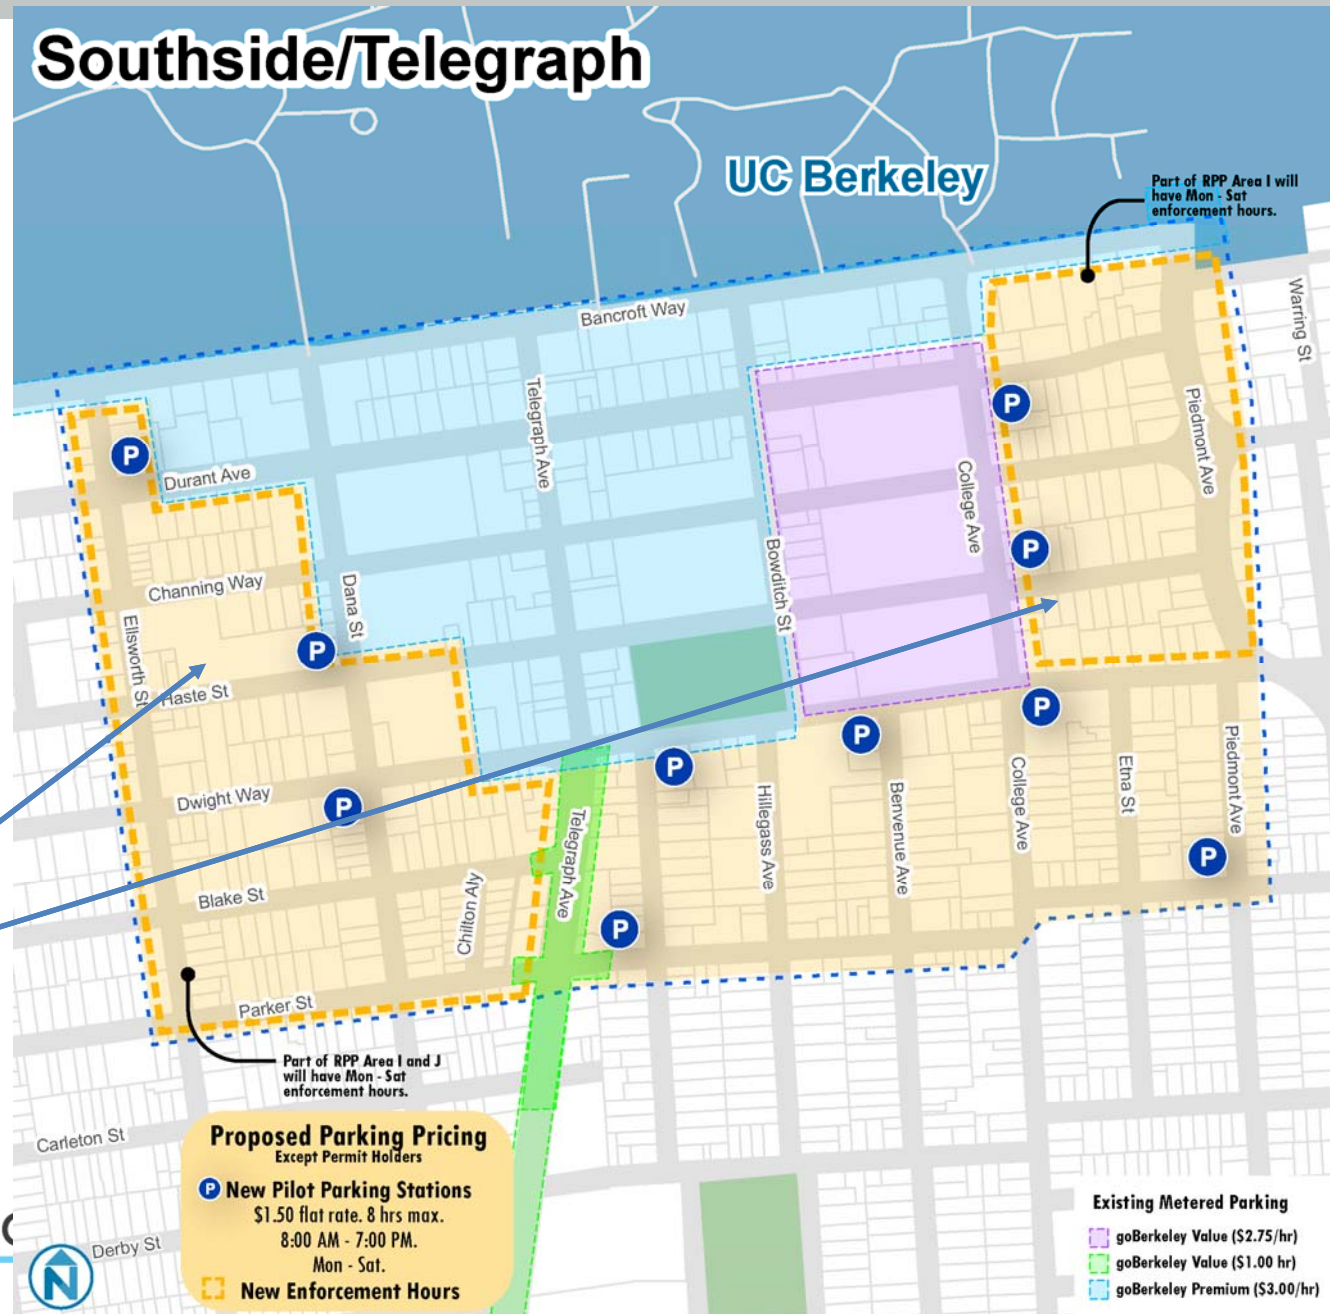 Southside/Telegraph
UC Berkeley
Part of RPP Area I will
have Mon - Sat
enforcement hours.
Warring St
Bancroft Way
Telegraph Ave
Piedmont Ave
P
P
Durant Ave
College Ave
P
Bowditch St
Channing Way
Dana St
Ellsworth St
P
Haste St
P
P
P
Piedmont Ave
Etna St
College Ave
Benvenue Ave
Hillegass Ave
Dwight Way
P
Telegraph Ave
P
Blake St
Chilton Aly
P
Parker St
Part of RPP Area I and J
will have Mon - Sat
enforcement hours.
Carleton St
Derby St
Proposed Parking Pricing
Except Permit Holders
P New Pilot Parking Stations
$1.50 flat rate. 8 hrs max.
8:00 AM - 7:00 PM.
Mon - Sat.
New Enforcement Hours
N
Existing Metered Parking
goBerkeley Value ($2.75/hr)
goBerkeley Value ($1.00 hr)
goBerkeley Premium ($3.00/hr)